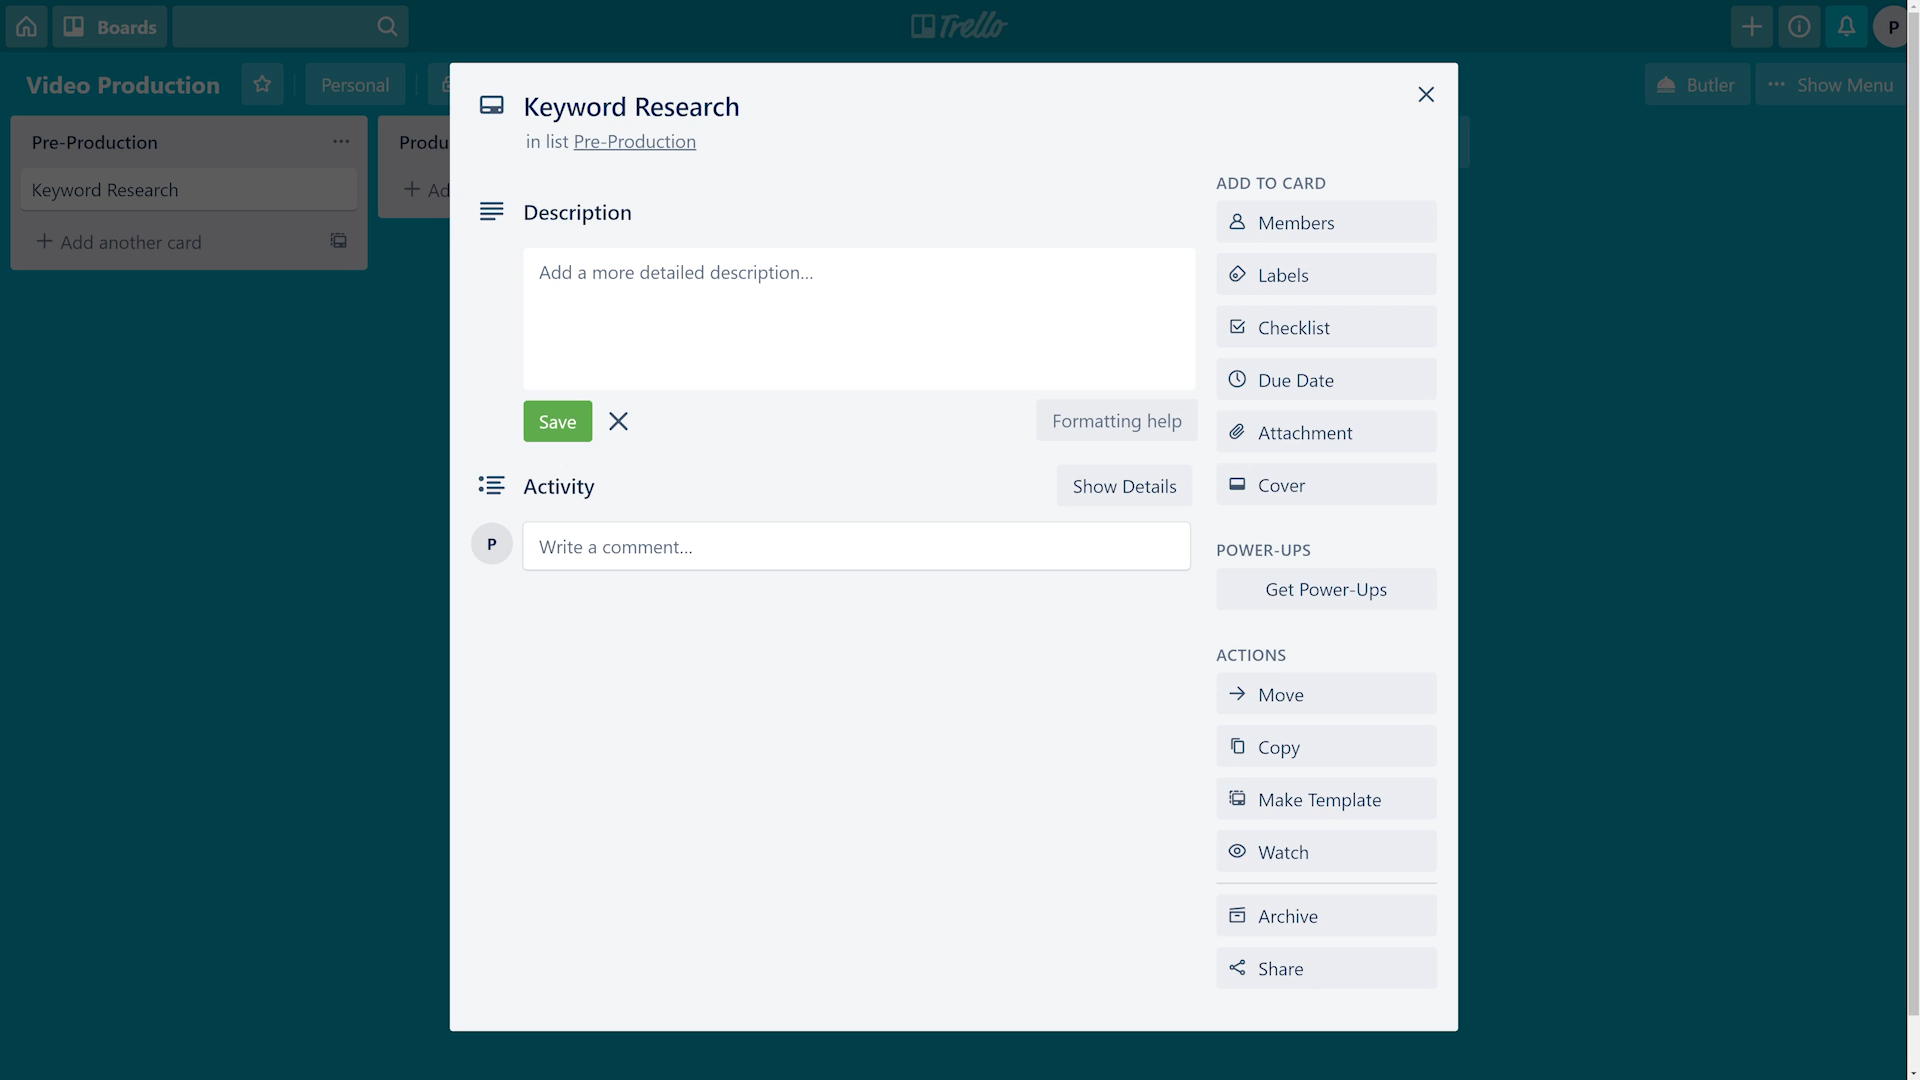 Boards
Trello
P
Video Production
Personal
Butler
Show Menu
Pre-Production
Keyword Research
Add another card
Produ
Ad
Keyword Research
in list Pre-Production
Description
Add a more detailed description...
Save
Formatting help
Activity
Show Details
P
Write a comment...
ADD TO CARD
Members
Labels
Checklist
Due Date
Attachment
Cover
POWER-UPS
Get Power-Ups
ACTIONS
Move
Copy
Make Template
Watch
Archive
Share